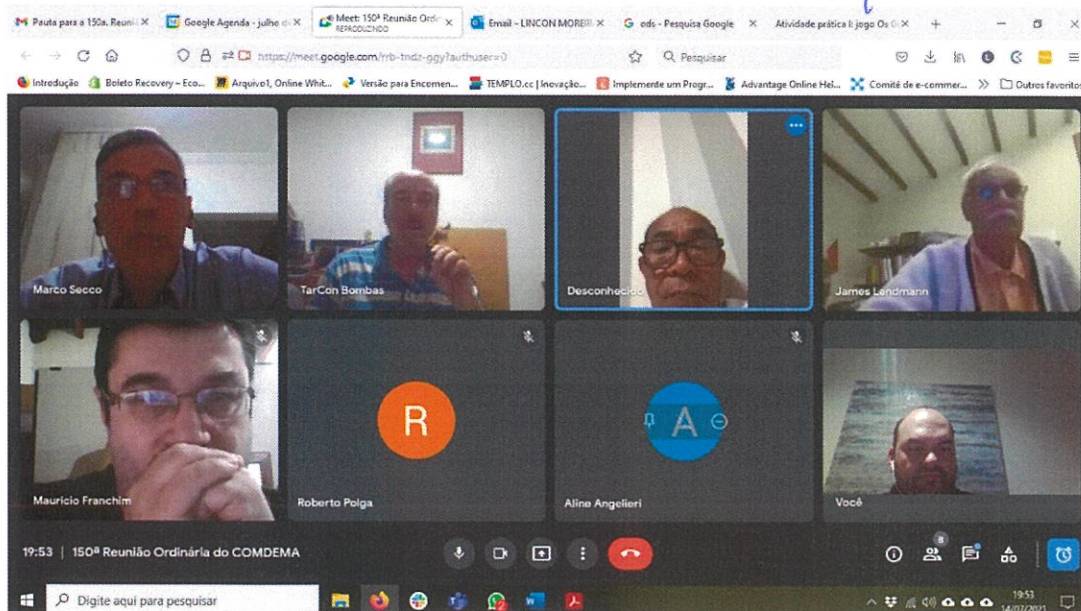 Pauta para a 150a. Reuni
Google Agenda - julho d
Meet: 150ª Reunião Ordin
REPRODUZINDO
Email - LINCON MOREI
ods - Pesquisa Google
Atividade prática I: jogo Os
https://meet.google.com/rrb-tndz-ggy?authuser=0
Pesquisar
Introdução
Boleto Recovery – Eco...
Arquivo1, Online Whit...
Versão para Encomen...
TEMPLO.cc | Inovação...
Implemente um Progr...
Advantage Online Hel...
Comitê de e-commer...
Outros favoritos
Marco Secco
TarCon Bombas
Desconhecido
James Landmann
R
A
Mauricio Franchim
Roberto Polga
Aline Angelieri
Você
19:53 | 150ª Reunião Ordinária do COMDEMA
8
Digite aqui para pesquisar
2
19:53
14/07/2021